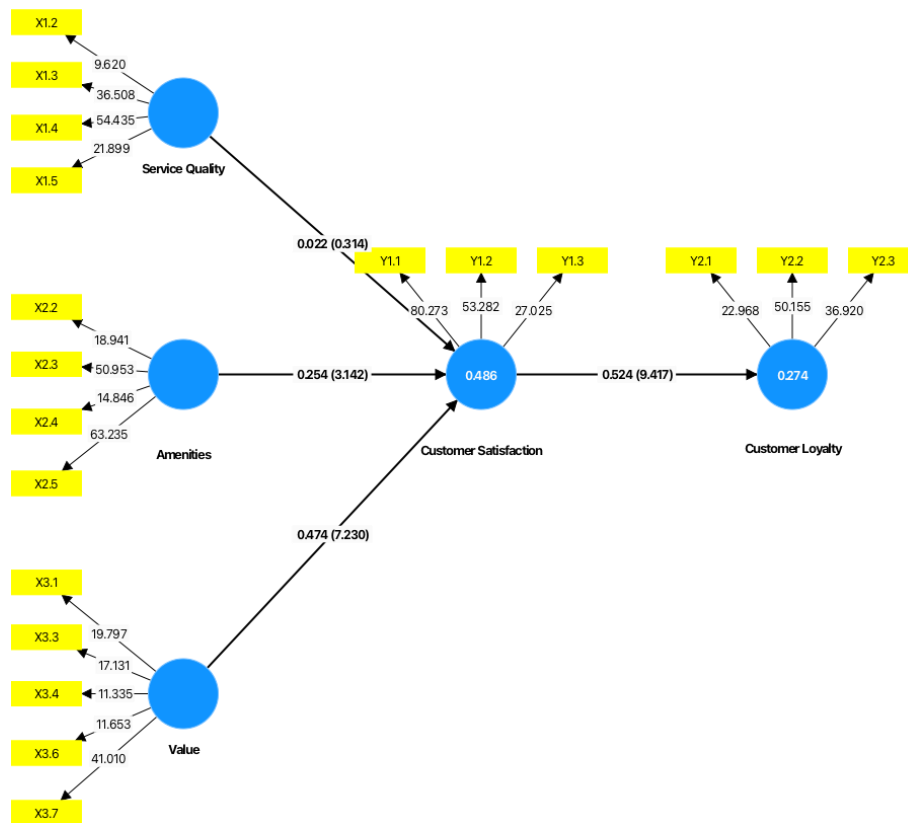 X1.2
9.620
X1.3
36.508
X1.4
54.435
21.899
X1.5
Service Quality
0.022 (0.314)
Y1.1
Y1.2
Y1.3
Y2.1
Y2.2
Y2.3
80.273
53.282
27.025
22.968
50.155
36.920
X2.2
18.941
X2.3
50.953
14.846
X2.4
63.235
X2.5
Amenities
0.254 (3.142)
0.486
0.524 (9.417)
0.274
Customer Satisfaction
Customer Loyalty
0.474 (7.230)
X3.1
19.797
X3.3
17.131
X3.4
11.335
11.653
X3.6
41.010
X3.7
Value